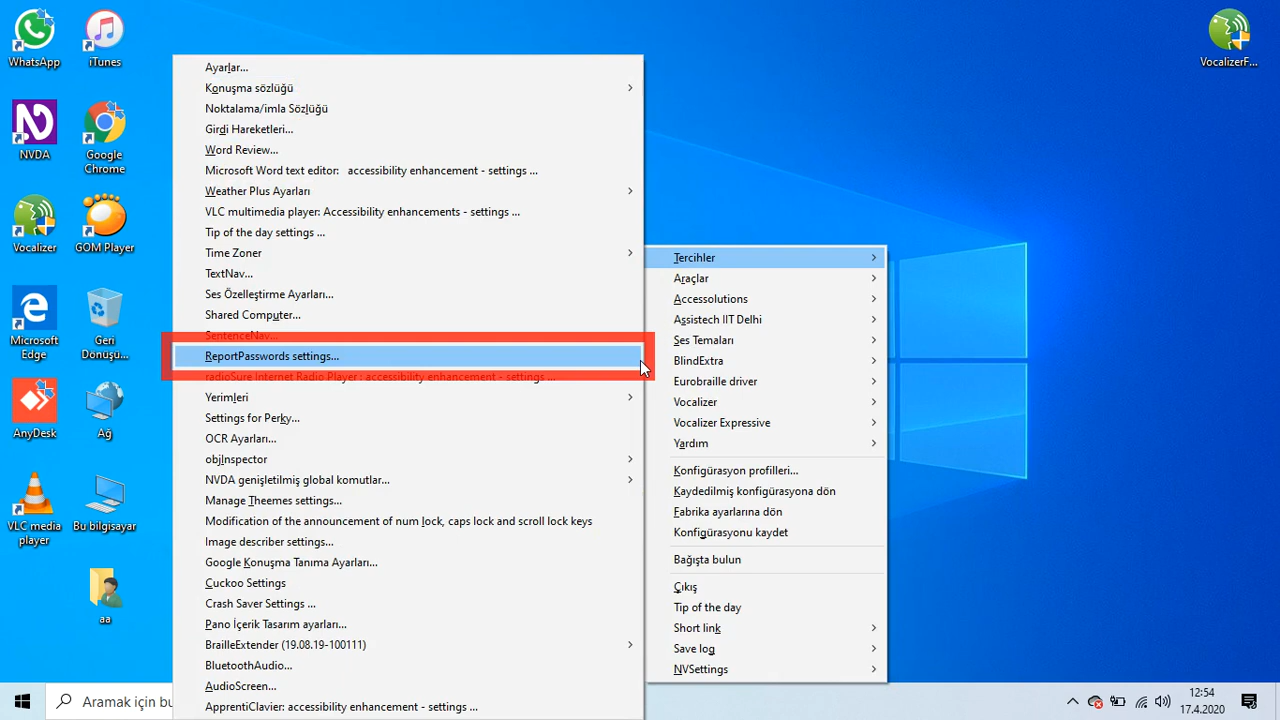 WhatsApp
iTunes
NVDA
Google
Chrome
Vocalizer
GOM Player
Microsoft
Edge
Geri
Dönüşü...
AnyDesk
Ağ
VLC media
player
Bu bilgisayar
aa
VocalizerF...
Ayarlar...
Konuşma sözlüğü
Noktalama/imla Sözlüğü
Girdi Hareketleri...
Word Review...
Microsoft Word text editor: accessibility enhancement - settings ...
Weather Plus Ayarları
VLC multimedia player: Accessibility enhancements - settings ...
Tip of the day settings ...
Time Zoner
TextNav...
Ses Özelleştirme Ayarları...
Shared Computer...
SentenceNav...
ReportPasswords settings...
radioSure Internet Radio Player : accessibility enhancement - settings ...
Yerimleri
Settings for Perky...
OCR Ayarları...
objInspector
NVDA genişletilmiş global komutlar...
Manage Theemes settings...
Modification of the announcement of num lock, caps lock and scroll lock keys
Image describer settings...
Google Konuşma Tanıma Ayarları...
Cuckoo Settings
Crash Saver Settings ...
Pano İçerik Tasarım ayarları...
BrailleExtender (19.08.19-100111)
BluetoothAudio...
AudioScreen...
ApprentiClavier: accessibility enhancement - settings ...
Tercihler
Araçlar
Accessolutions
Assistech IIT Delhi
Ses Temaları
BlindExtra
Eurobraille driver
Vocalizer
Vocalizer Expressive
Yardım
Konfigürasyon profilleri...
Kaydedilmiş konfigürasyona dön
Fabrika ayarlarına dön
Konfigürasyonu kaydet
Bağışta bulun
Çıkış
Tip of the day
Short link
Save log
NVSettings
Aramak için bu
12:54
17.4.2020